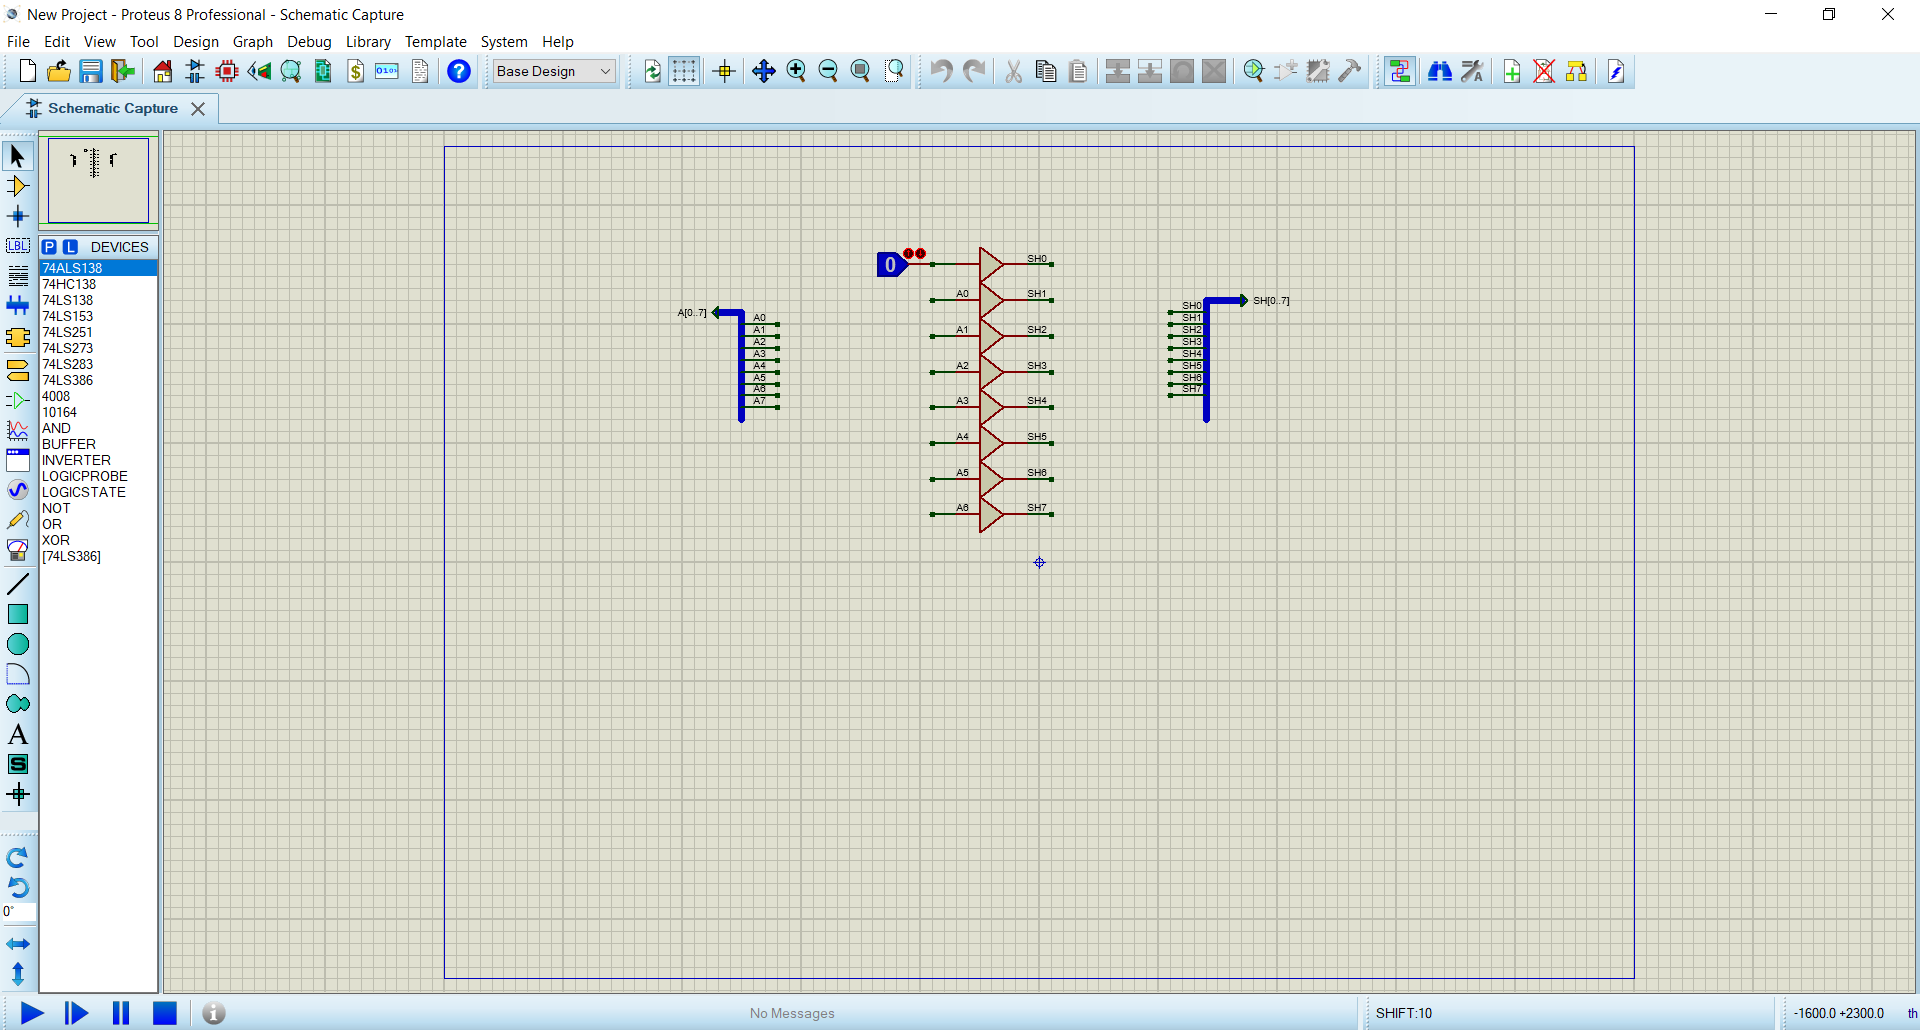 New Project - Proteus 8 Professional - Schematic Capture
File Edit View Tool Design Graph Debug Library Template System Help
$ 0101 ? Base Design
Schematic Capture
P L DEVICES
74ALS138
74HC138
74LS138
74LS153
74LS251
74LS273
74LS283
74LS386
4008
10164
AND
BUFFER
INVERTER
LOGICPROBE
LOGICSTATE
NOT
OR
XOR
[74LS386]
LBL
A
S
0°
A[0..7]
A0
A1
A2
A3
A4
A5
A6
A7
0
SH0
A0 SH1
A1 SH2
A2 SH3
A3 SH4
A4 SH5
A5 SH6
A6 SH7
SH[0..7]
SH0
SH1
SH2
SH3
SH4
SH5
SH6
SH7
No Messages
SHIFT:10
-1600.0 +2300.0 th